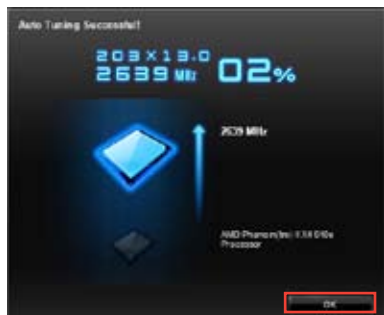 Auto Tuning Successful!
203×13.0
2639 MHz 02%
2639 MHz
AMD Phenom(tm) II X4 910e
Processor
OK